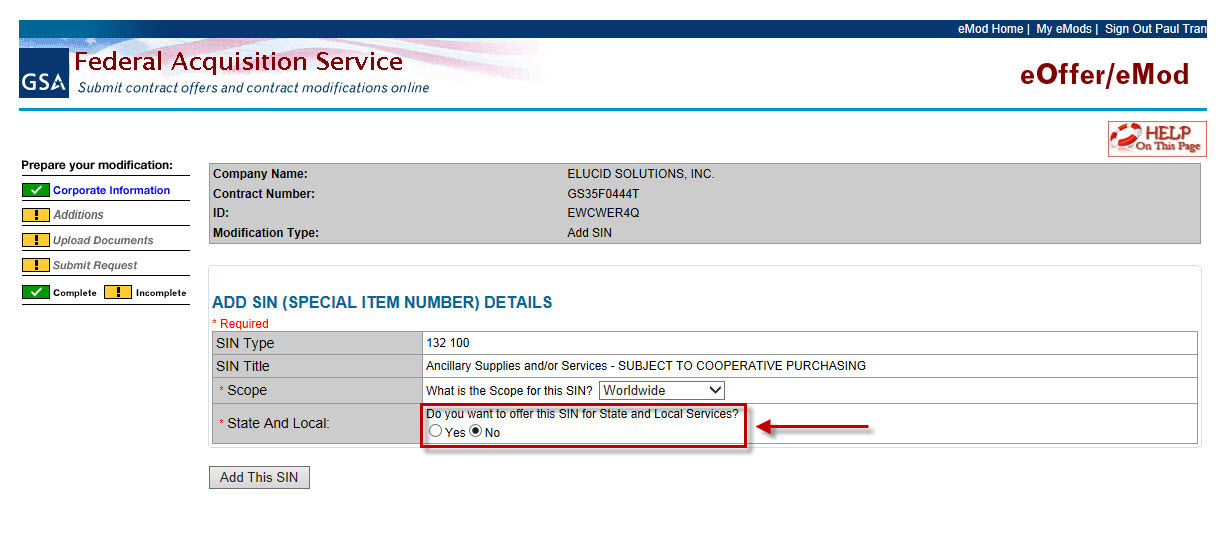 eMod Home | My eMods | Sign Out Paul Tran
GSA
Federal Acquisition Service
Submit contract offers and contract modifications online
eOffer/eMod
HELP
On This Page
Prepare your modification:
Corporate Information
! Additions
! Upload Documents
! Submit Request
Complete ! Incomplete
Company Name: ELUCID SOLUTIONS, INC.
Contract Number: GS35F0444T
ID: EWCWER4Q
Modification Type: Add SIN
ADD SIN (SPECIAL ITEM NUMBER) DETAILS
* Required
SIN Type 132 100
SIN Title Ancillary Supplies and/or Services - SUBJECT TO COOPERATIVE PURCHASING
* Scope What is the Scope for this SIN? Worldwide
* State And Local: Do you want to offer this SIN for State and Local Services?
Yes No
Add This SIN